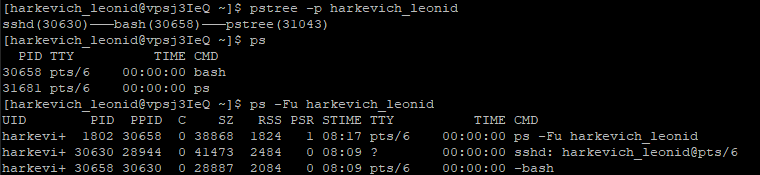 [harkevich_leonid@vpsj3IeQ ~]$ pstree -p harkevich_leonid
sshd(30630)───bash(30658)───pstree(31043)
[harkevich_leonid@vpsj3IeQ ~]$ ps
  PID TTY          TIME CMD
30658 pts/6    00:00:00 bash
31681 pts/6    00:00:00 ps
[harkevich_leonid@vpsj3IeQ ~]$ ps -Fu harkevich_leonid
UID        PID  PPID  C    SZ   RSS PSR STIME TTY          TIME CMD
harkevi+  1802 30658  0 38868  1824   1 08:17 pts/6    00:00:00 ps -Fu harkevich_leonid
harkevi+ 30630 28944  0 41473  2484   0 08:09 ?        00:00:00 sshd: harkevich_leonid@pts/6
harkevi+ 30658 30630  0 28887  2084   0 08:09 pts/6    00:00:00 -bash